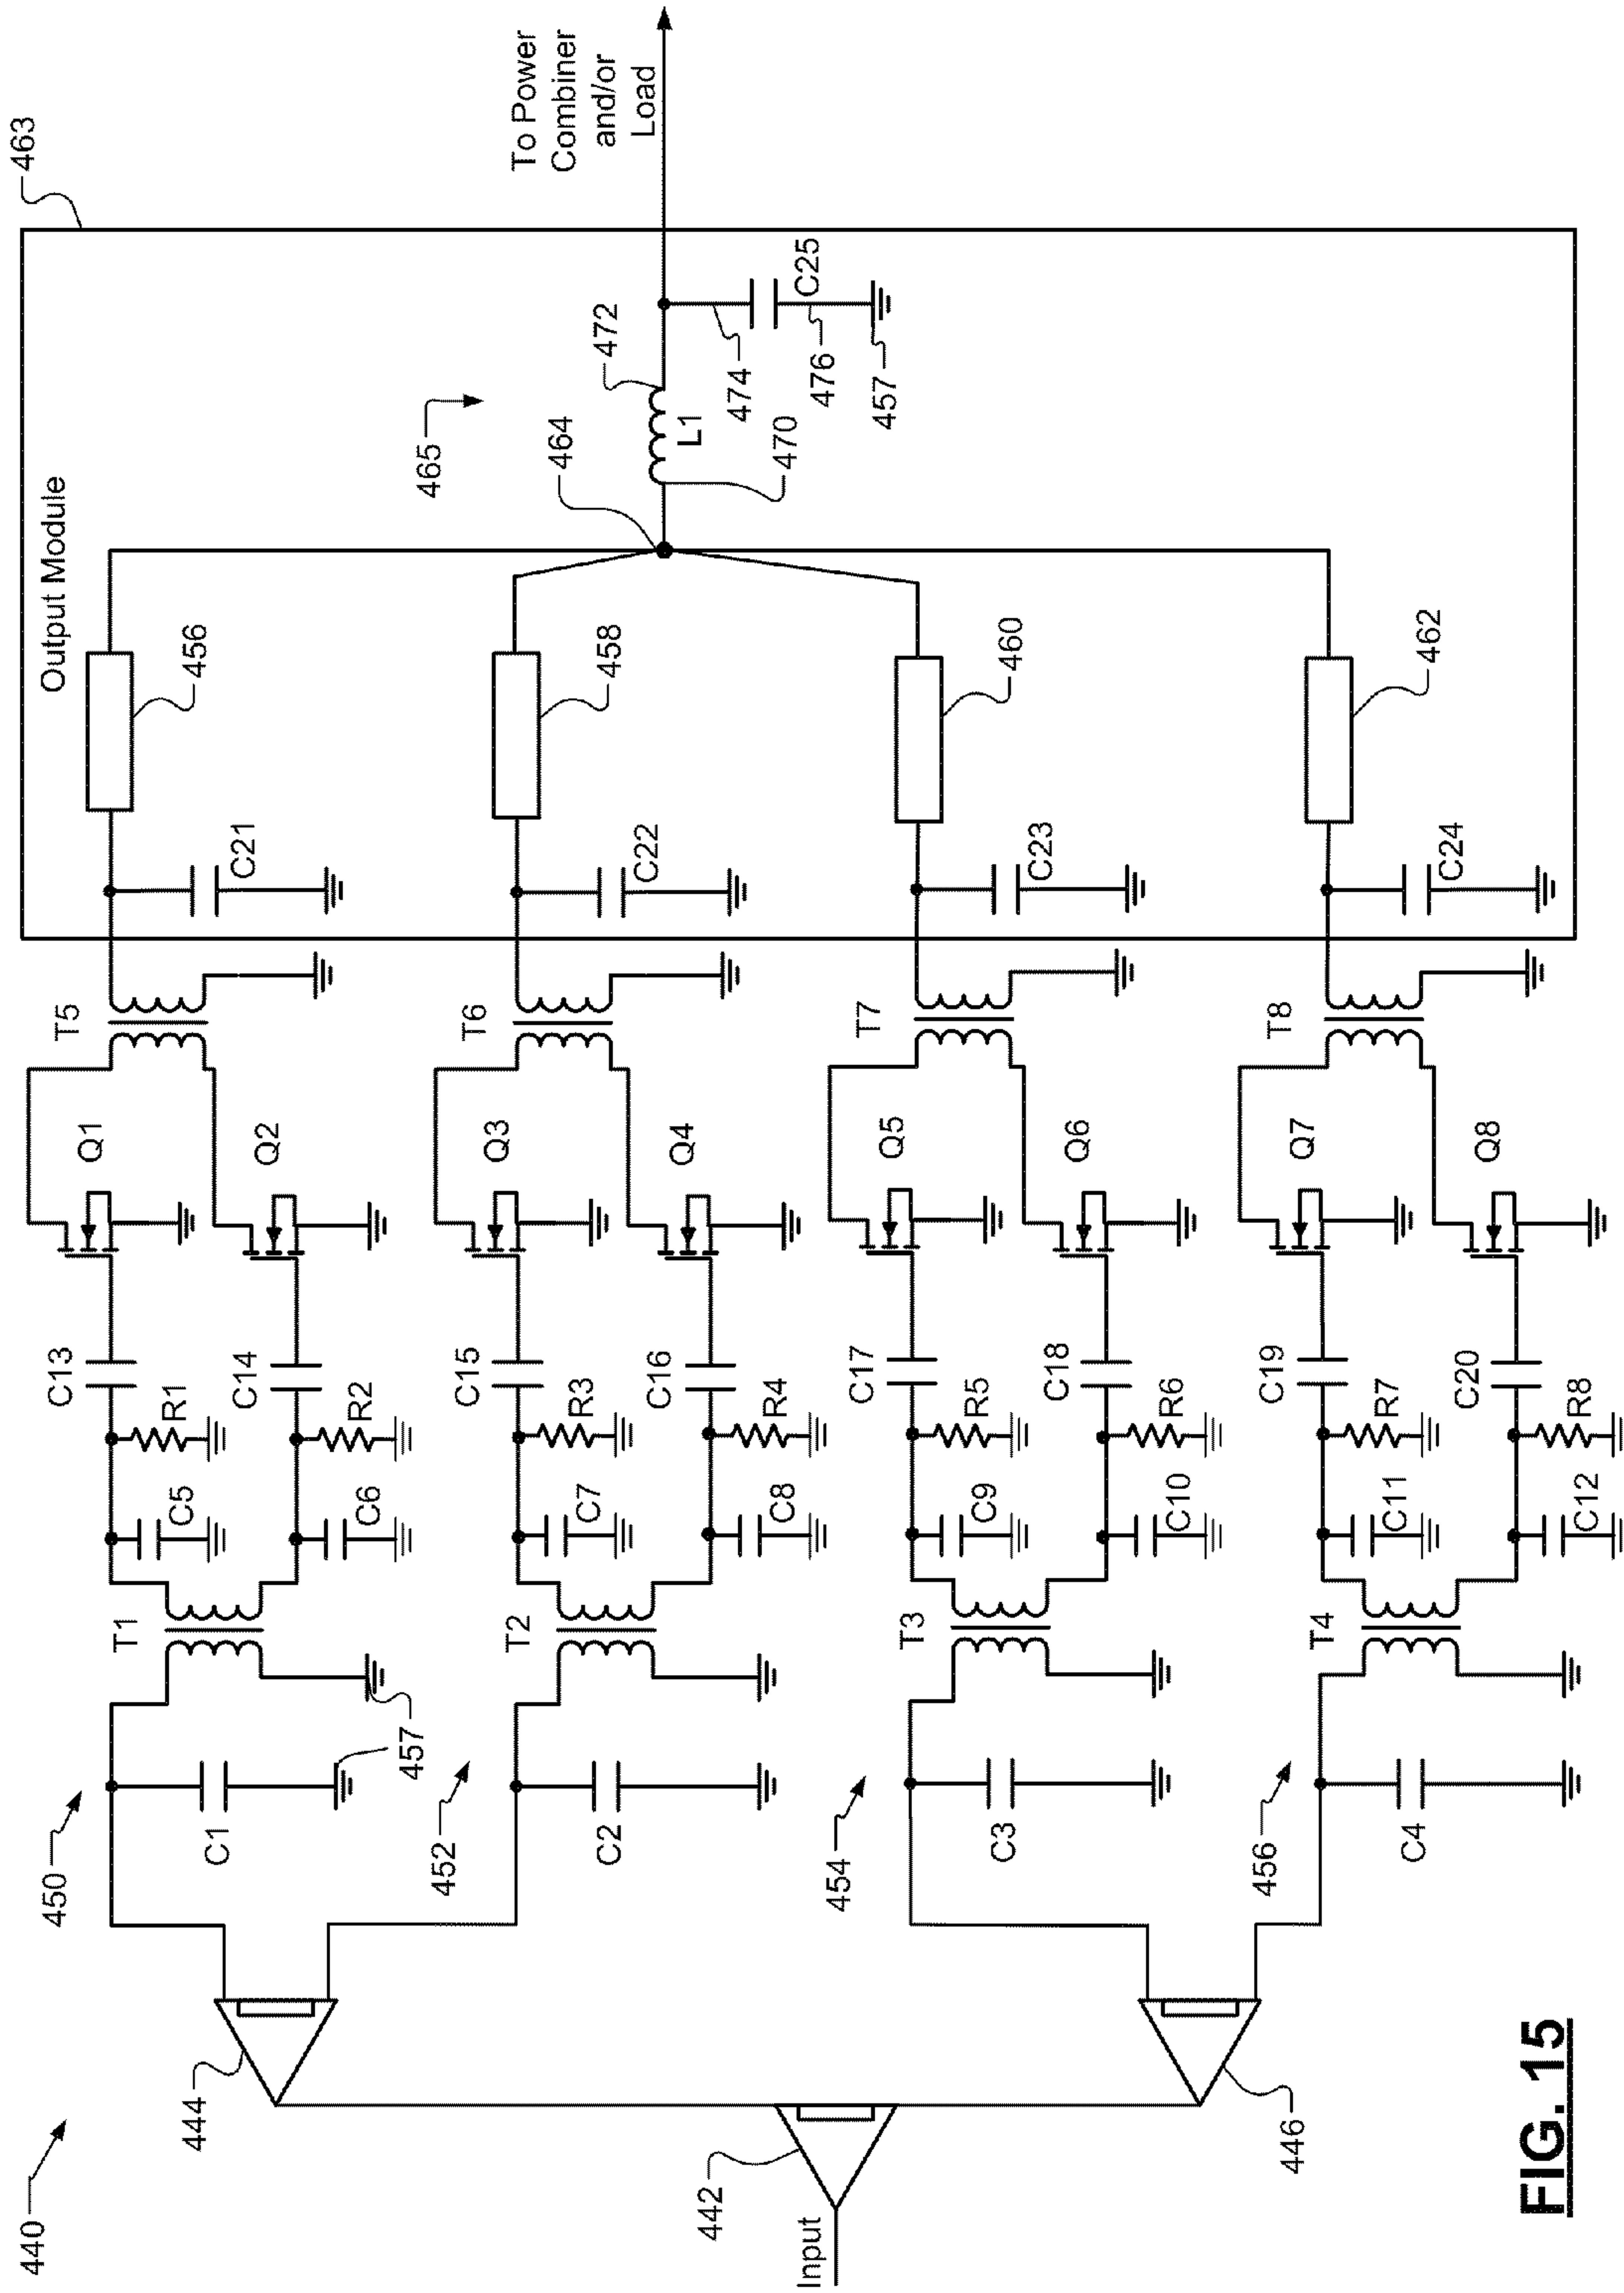 440
Input
442
444
446
450
C1
457
T1
C5
R1
C13
Q1
C6
R2
C14
Q2
T5
452
C2
T2
C7
R3
C15
Q3
C8
R4
C16
Q4
T6
454
C3
T3
C9
R5
C17
Q5
C10
R6
C18
Q6
T7
456
C4
T4
C11
R7
C19
Q7
C12
R8
C20
Q8
T8
Output Module
463
C21
456
C22
458
C23
460
C24
462
464
465
470
L1
472
474
C25
476
457
To Power
Combiner
and/or
Load
FIG. 15